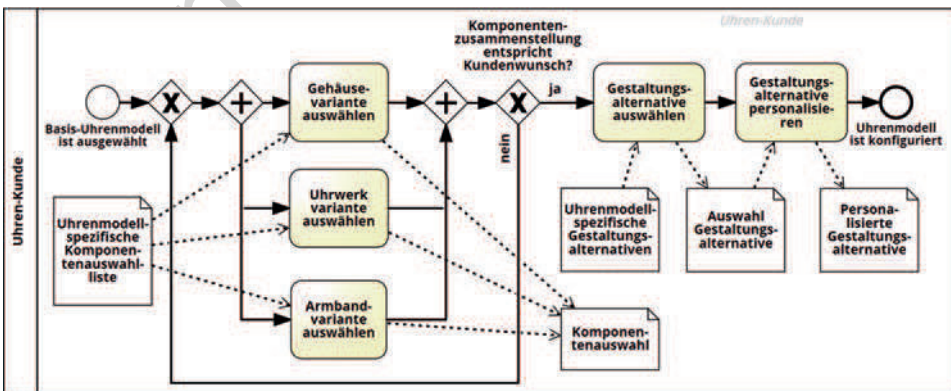 Uhren-Kunde
Uhren-Kunde
Komponenten-
zusammenstellung
entspricht
Kundenwunsch?
Basis-Uhrenmodell
ist ausgewählt
Gehäuse-
variante
auswählen
ja
nein
Gestaltungs-
alternative
auswählen
Gestaltungs-
alternative
personalisie-
ren
Uhrenmodell
ist konfiguriert
Uhrenmodell-
spezifische
Kompone-
tenauswahl-
liste
Uhrwerk
variante
auswählen
Uhrenmodell-
spezifische
Gestaltungs-
alternativen
Auswahl
Gestaltungs-
alternative
Persona-
lisierte
Gestaltungs-
alternative
Armband-
variante
auswählen
Komponen-
tenauswahl